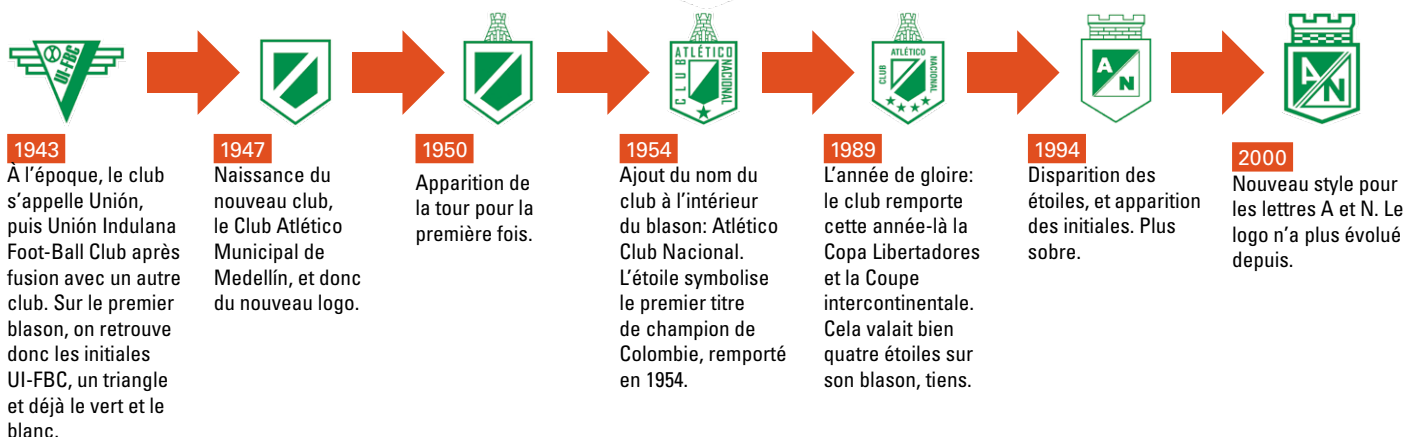 UI-FBC
1943
À l'époque, le club
s'appelle Unión,
puis Unión Indulana
Foot-Ball Club après
fusion avec un autre
club. Sur le premier
blason, on retrouve
donc les initiales
UI-FBC, un triangle
et déjà le vert et le
blanc.
1947
Naissance du
nouveau club,
le Club Atlético
Municipal de
Medellín, et donc
du nouveau logo.
1950
Apparition de
la tour pour la
première fois.
ATLÉTICO
CLUB
NACIONAL
1954
Ajout du nom du
club à l'intérieur
du blason: Atlético
Club Nacional.
L'étoile symbolise
le premier titre
de champion de
Colombie, remporté
en 1954.
ATLÉTICO
CLUB
NACIONAL
1989
L'année de gloire:
le club remporte
cette année-là la
Copa Libertadores
et la Coupe
intercontinentale.
Cela valait bien
quatre étoiles sur
son blason, tiens.
A
N
1994
Disparition des
étoiles, et apparition
des initiales. Plus
sobre.
A
N
2000
Nouveau style pour
les lettres A et N. Le
logo n'a plus évolué
depuis.